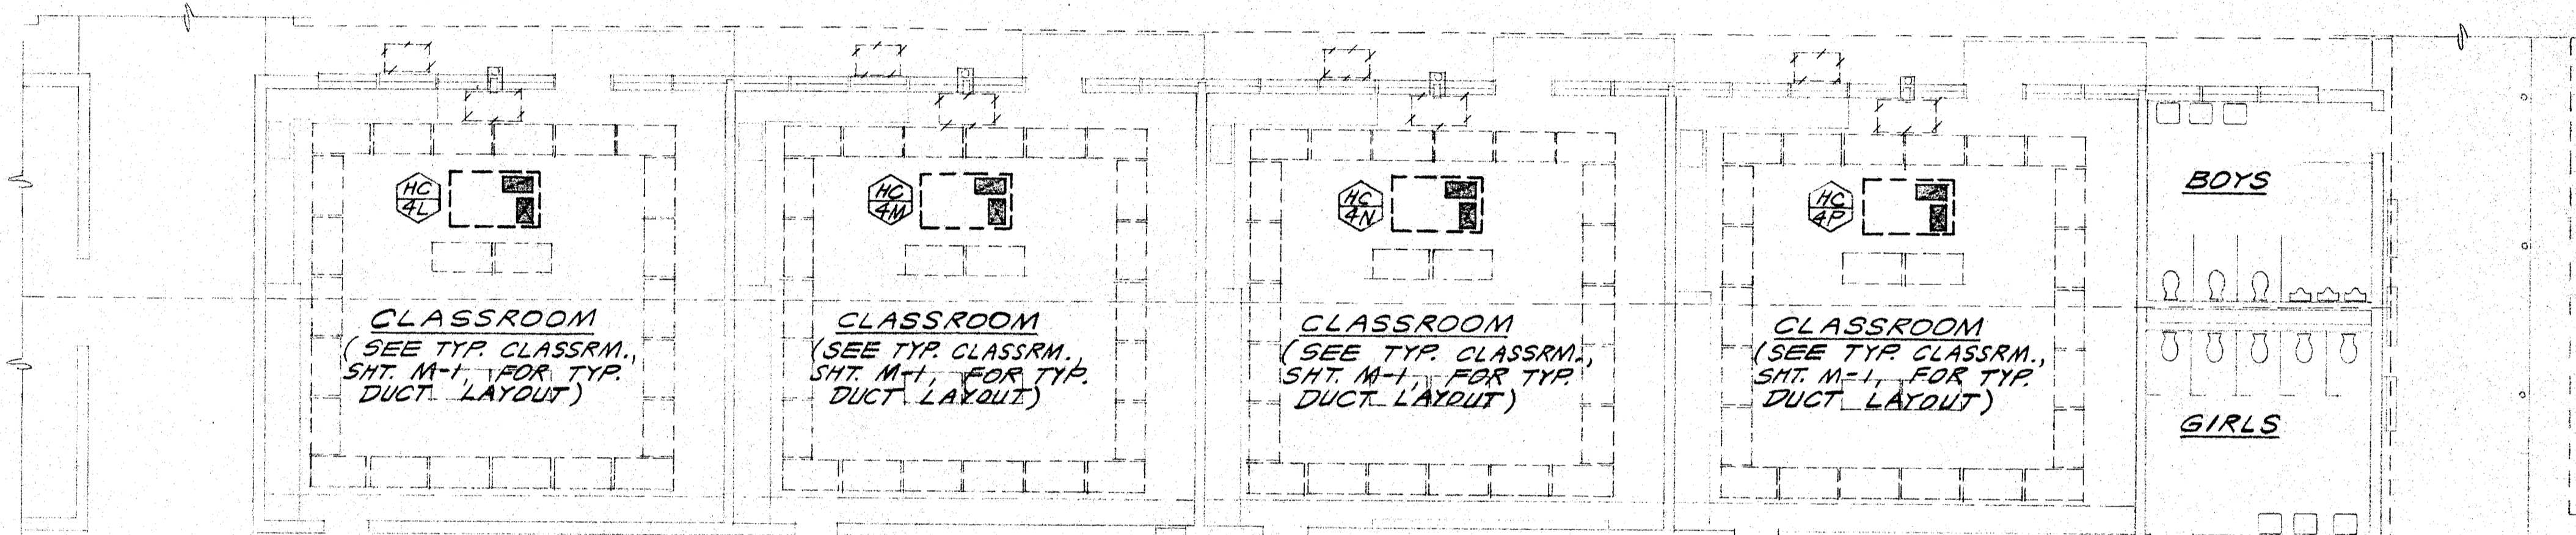 HC
4L
HC
4M
HC
4N
HC
4P
BOYS
CLASSROOM
(SEE TYP. CLASSRM.,
SHT. M-1, FOR TYP.
DUCT LAYOUT)
CLASSROOM
(SEE TYP. CLASSRM.,
SHT. M-1, FOR TYP.
DUCT LAYOUT)
CLASSROOM
(SEE TYP. CLASSRM.,
SHT. M-1, FOR TYP.
DUCT LAYOUT)
CLASSROOM
(SEE TYP. CLASSRM.,
SHT. M-1, FOR TYP.
DUCT LAYOUT)
GIRLS